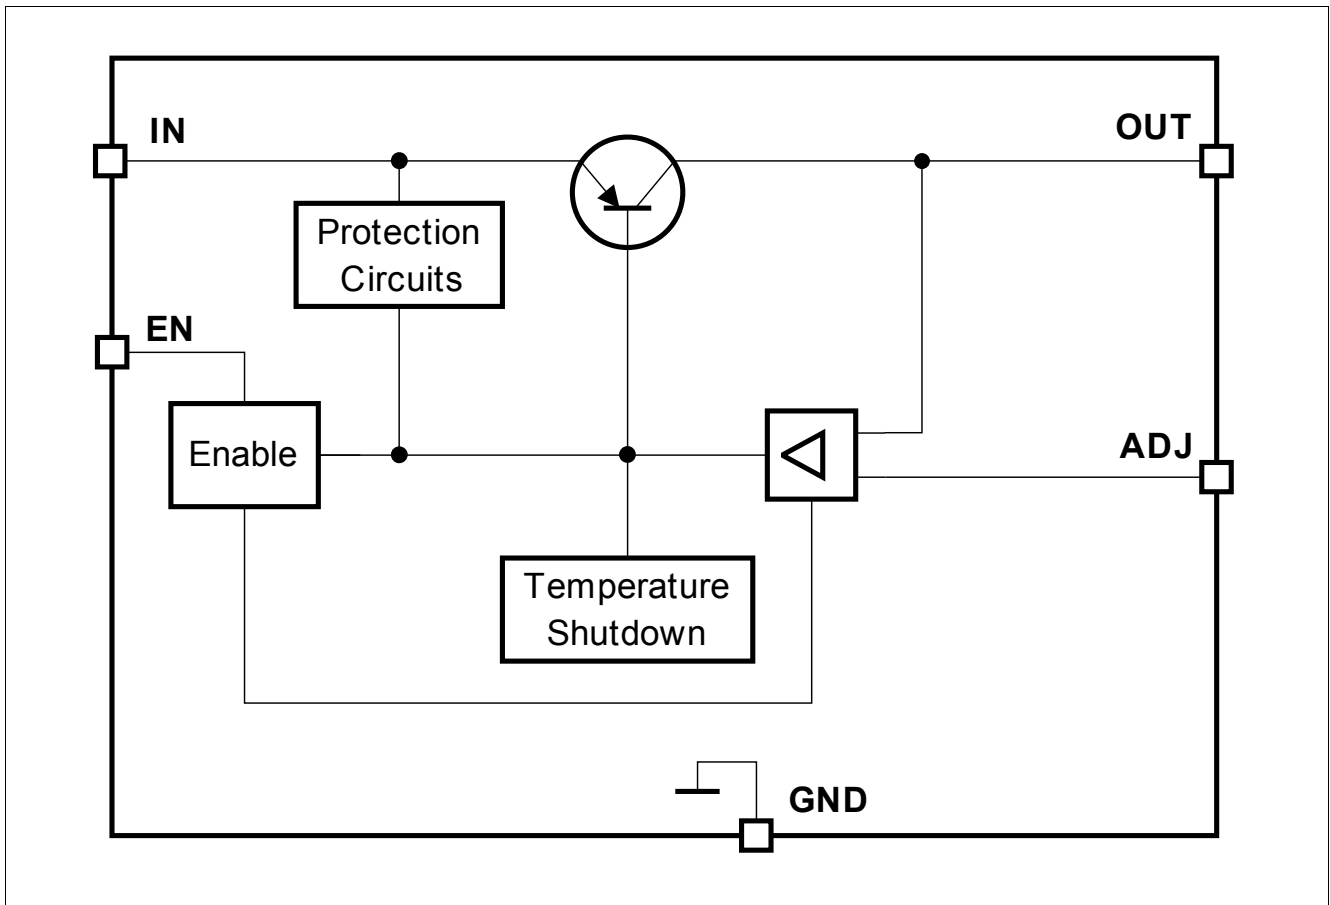 IN
OUT
Protection
Circuits
EN
Enable
ADJ
Temperature
Shutdown
GND